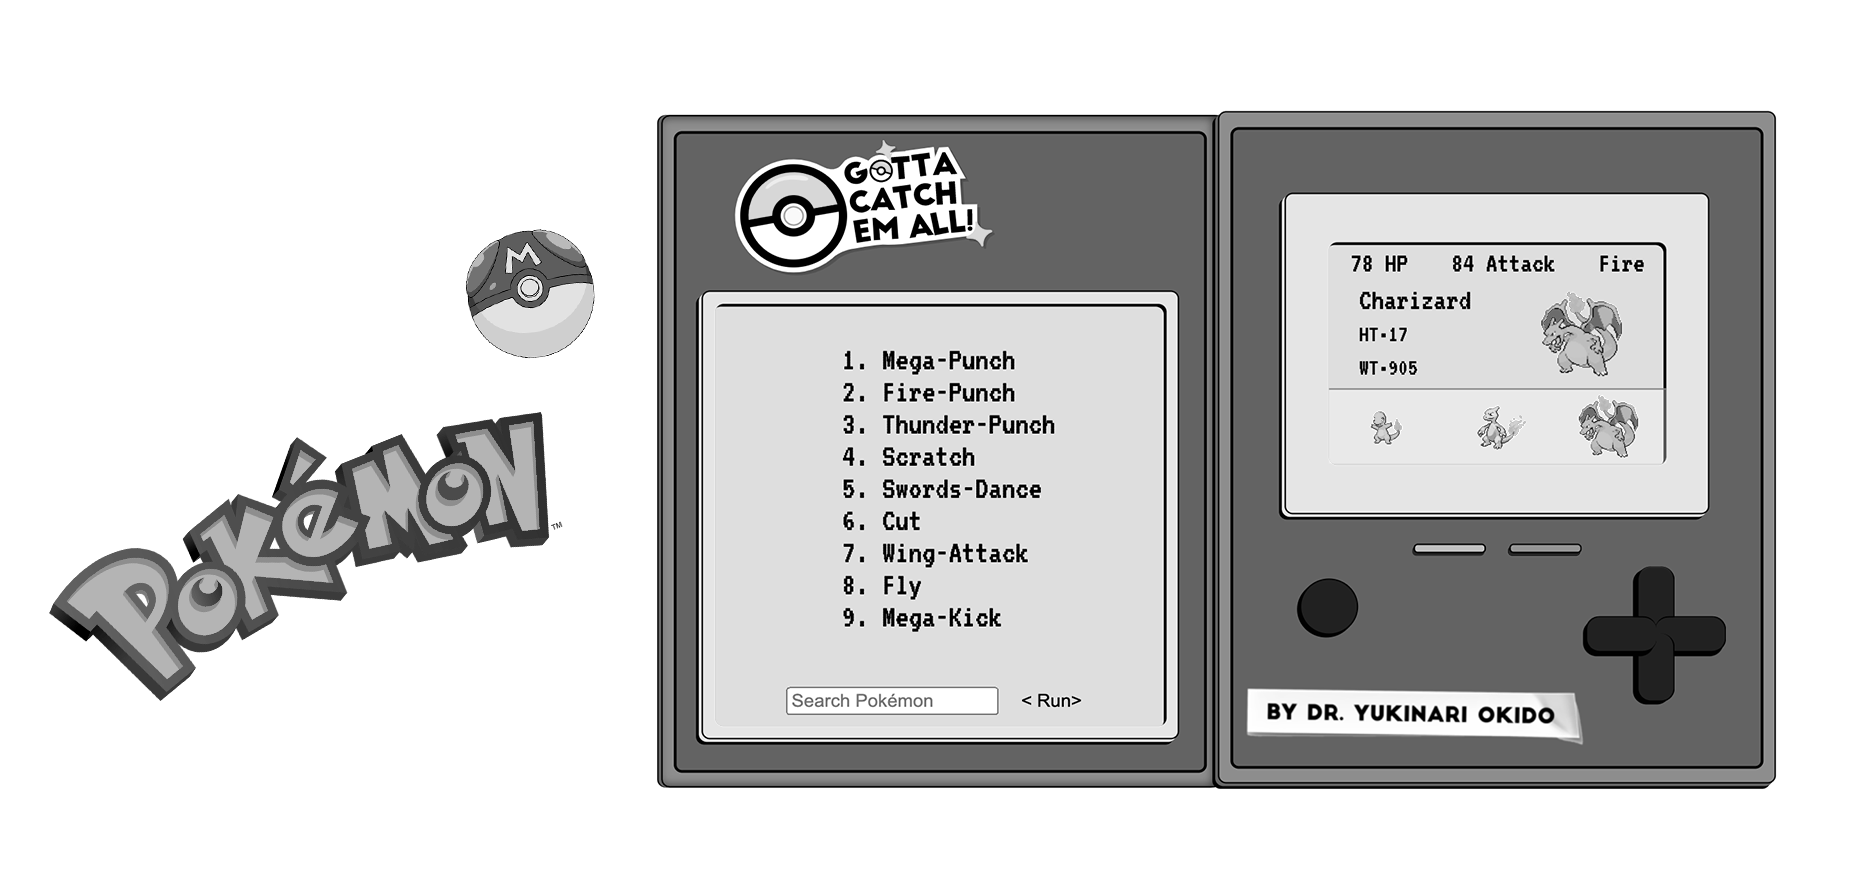 M
POKéMON
™
GOTTA
CATCH
EM ALL!
1. Mega-Punch
2. Fire-Punch
3. Thunder-Punch
4. Scratch
5. Swords-Dance
6. Cut
7. Wing-Attack
8. Fly
9. Mega-Kick
Search Pokémon < Run>
78 HP 84 Attack Fire
Charizard
HT-17
WT-905
BY DR. YUKINARI OKIDO